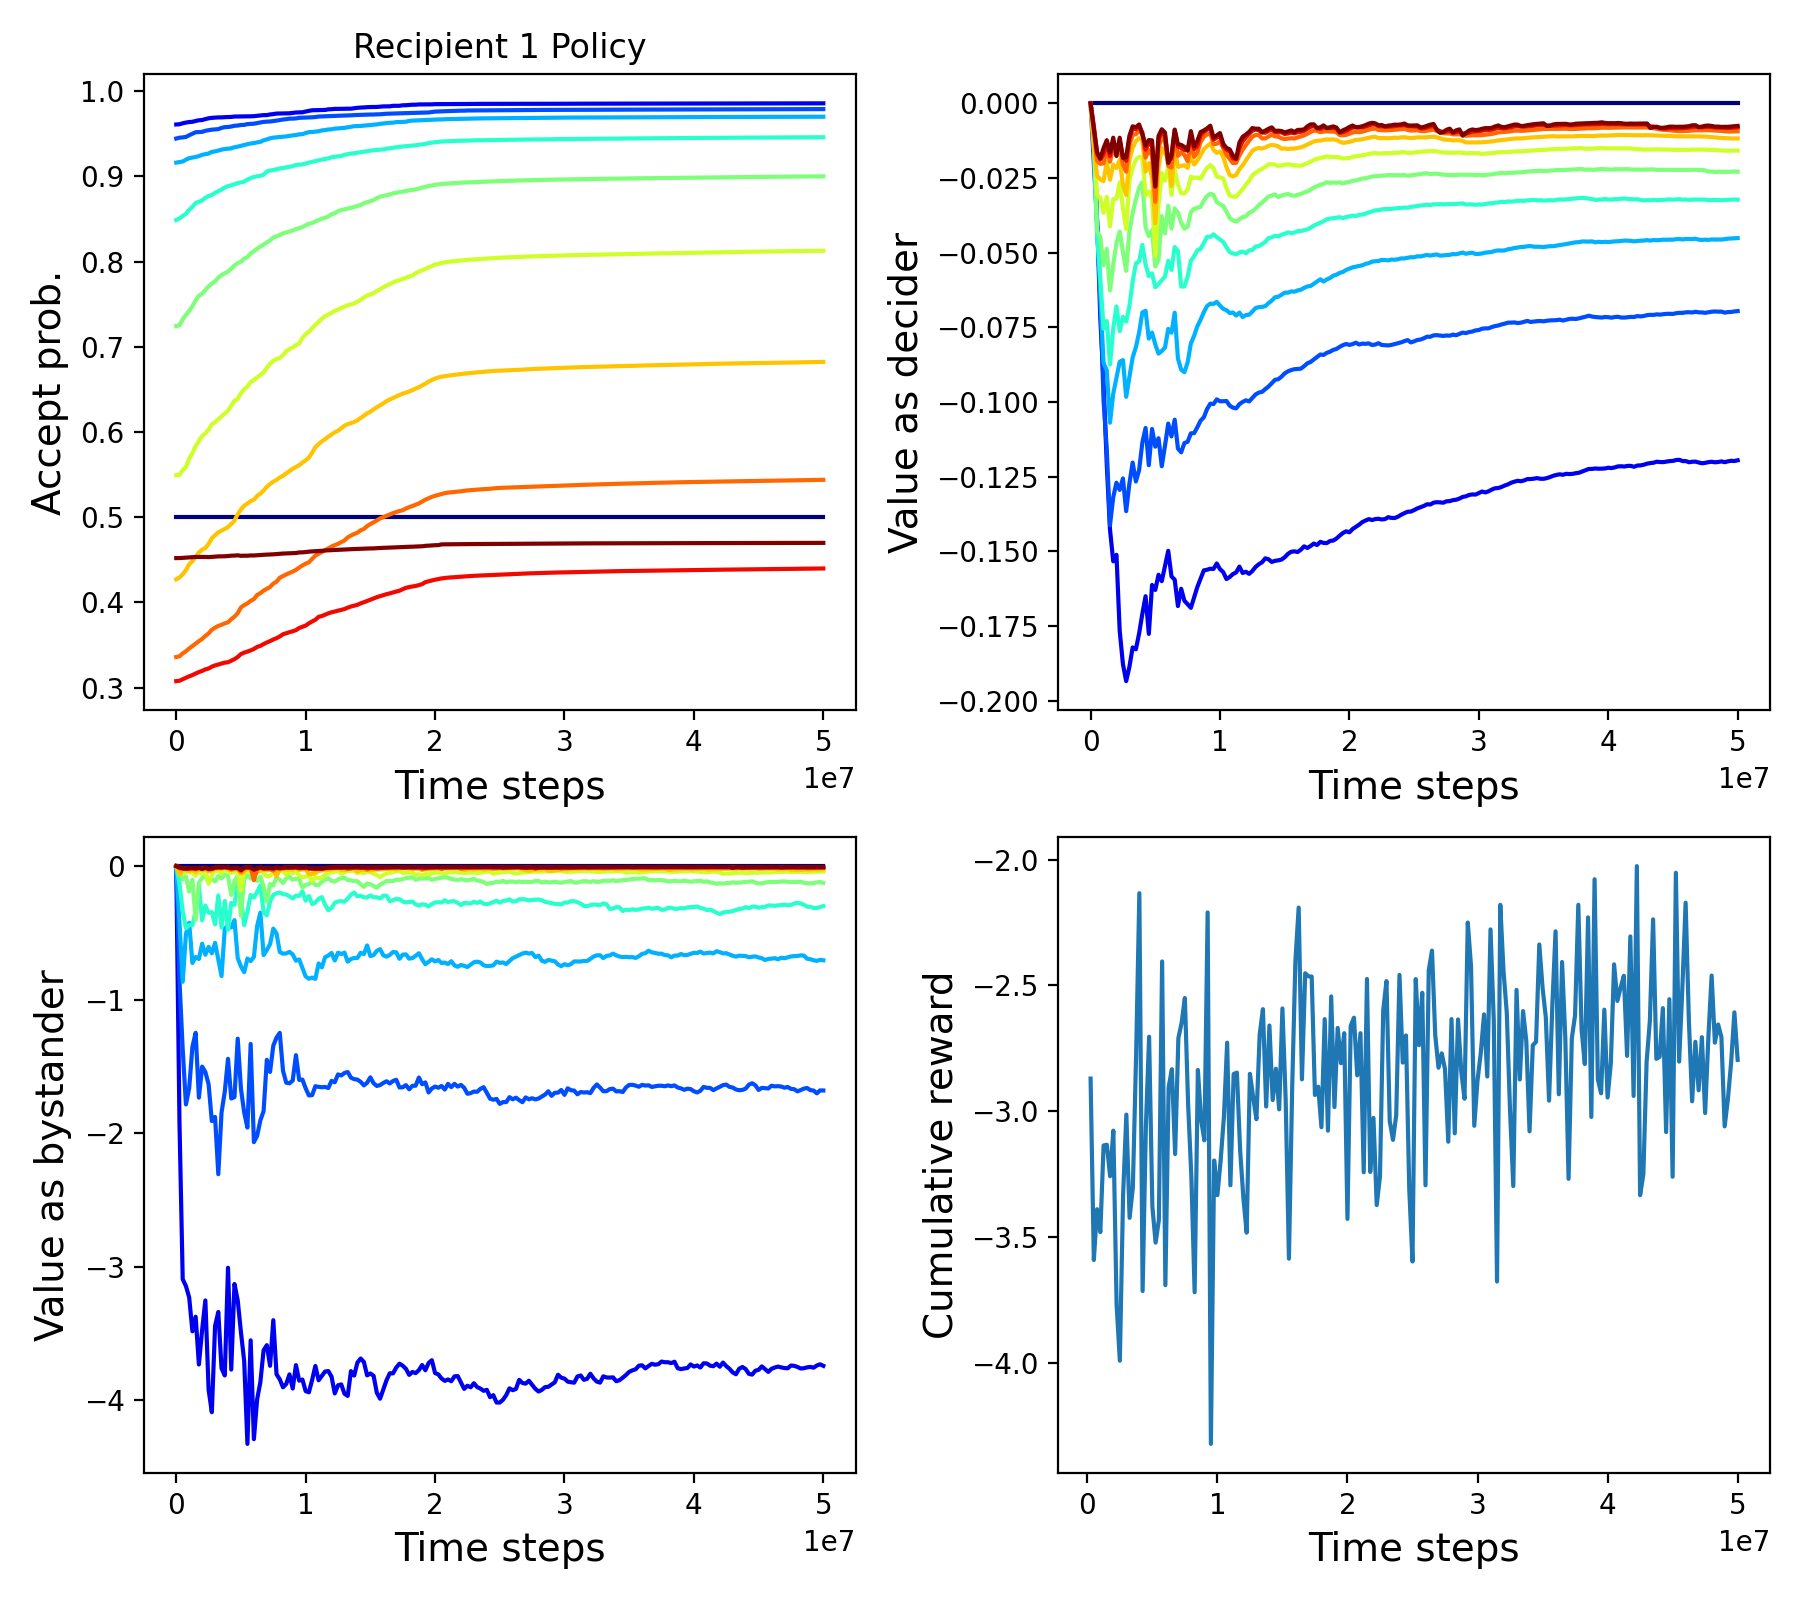 Recipient 1 Policy
Accept prob.
1.0
0.9
0.8
0.7
0.6
0.5
0.4
0.3
0 1 2 3 4 5
1e7
Time steps
Value as decider
0.000
−0.025
−0.050
−0.075
−0.100
−0.125
−0.150
−0.175
−0.200
0 1 2 3 4 5
1e7
Time steps
Value as bystander
0
−1
−2
−3
−4
0 1 2 3 4 5
1e7
Time steps
Cumulative reward
−2.0
−2.5
−3.0
−3.5
−4.0
0 1 2 3 4 5
1e7
Time steps